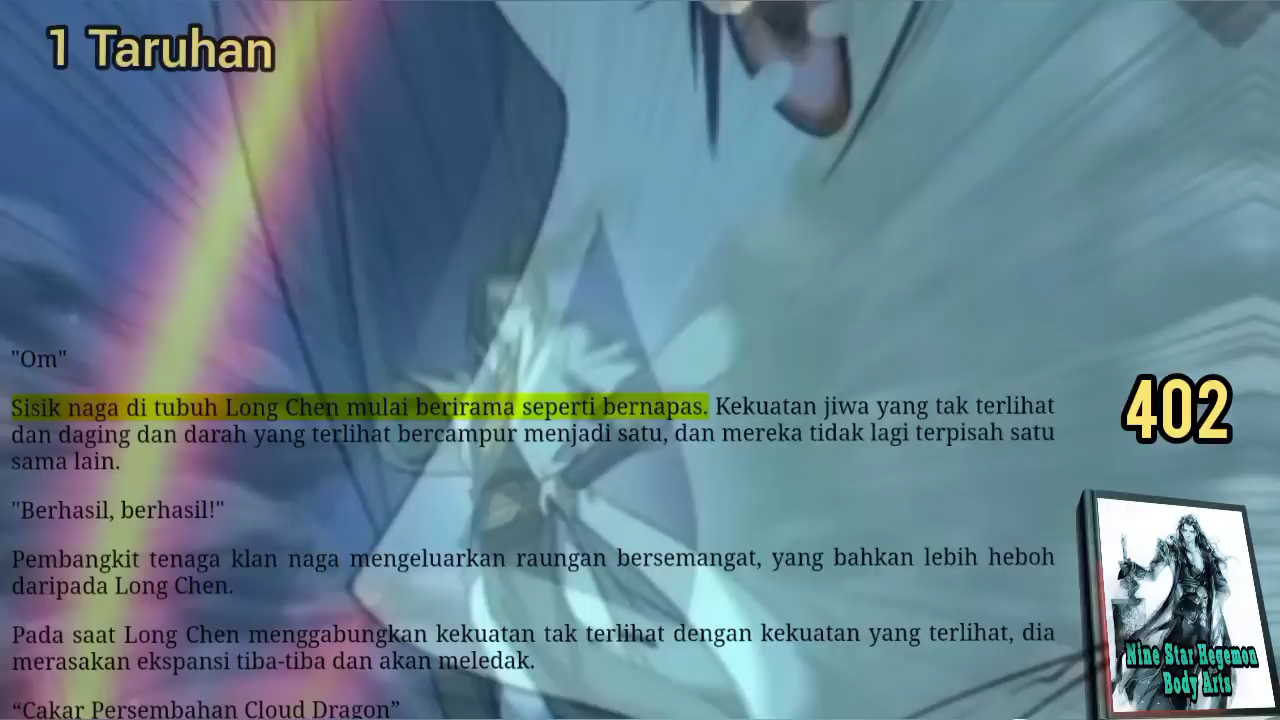 1 Taruhan
"Om"
Sisik naga di tubuh Long Chen mulai berirama seperti bernapas. Kekuatan jiwa yang tak terlihat
dan daging dan darah yang terlihat bercampur menjadi satu, dan mereka tidak lagi terpisah satu
sama lain.
"Berhasil, berhasil!"
Pembangkit tenaga klan naga mengeluarkan raungan bersemangat, yang bahkan lebih heboh
daripada Long Chen.
Pada saat Long Chen menggabungkan kekuatan tak terlihat dengan kekuatan yang terlihat, dia
merasakan ekspansi tiba-tiba dan akan meledak.
“Cakar Persembahan Cloud Dragon”
402
Nine Star Hegemon
Body Arts